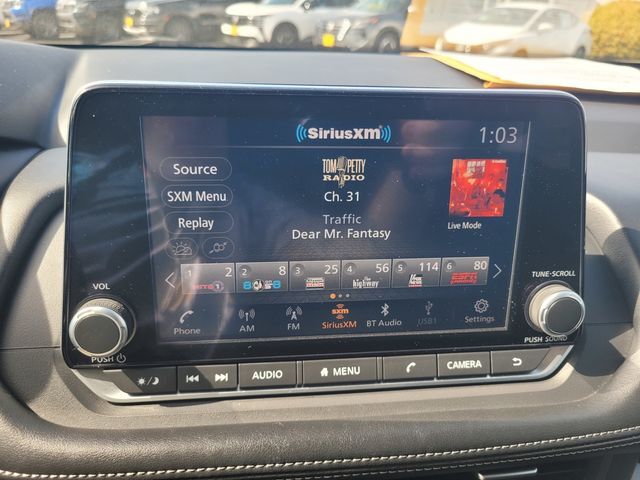 SiriusXM
1:03
Source
TOM PETTY
RADIO
SXM Menu
Ch. 31
Replay
Traffic
Dear Mr. Fantasy
Live Mode
1 2
2 8
3 25
4 56
5 114
6 80
the highway
Phone
AM
FM
sxm
SiriusXM
BT Audio
USB1
Settings
VOL
PUSH
TUNE·SCROLL
PUSH SOUND
AUDIO
MENU
CAMERA